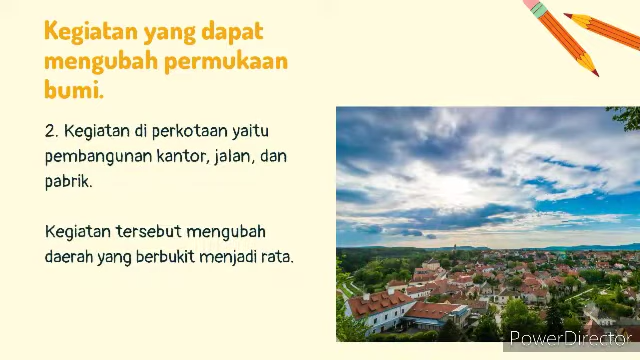 Kegiatan yang dapat
mengubah permukaan
bumi.
2. Kegiatan di perkotaan yaitu
pembangunan kantor, jalan, dan
pabrik.
Kegiatan tersebut mengubah
daerah yang berbukit menjadi rata.
PowerDirector